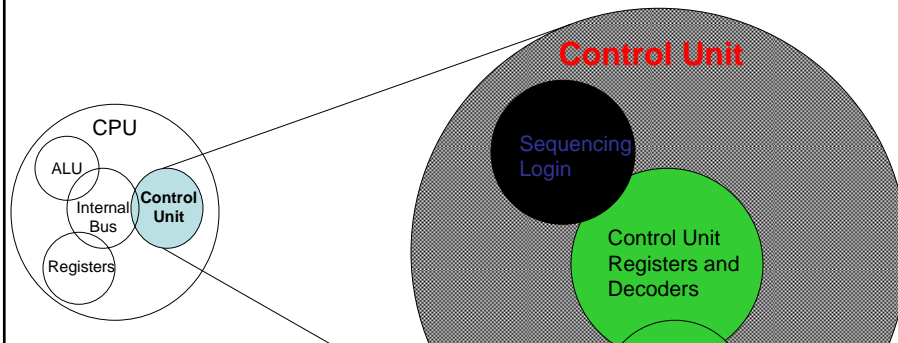 CPU
ALU
Internal
Bus
Control
Unit
Registers
Control Unit
Sequencing
Login
Control Unit
Registers and
Decoders